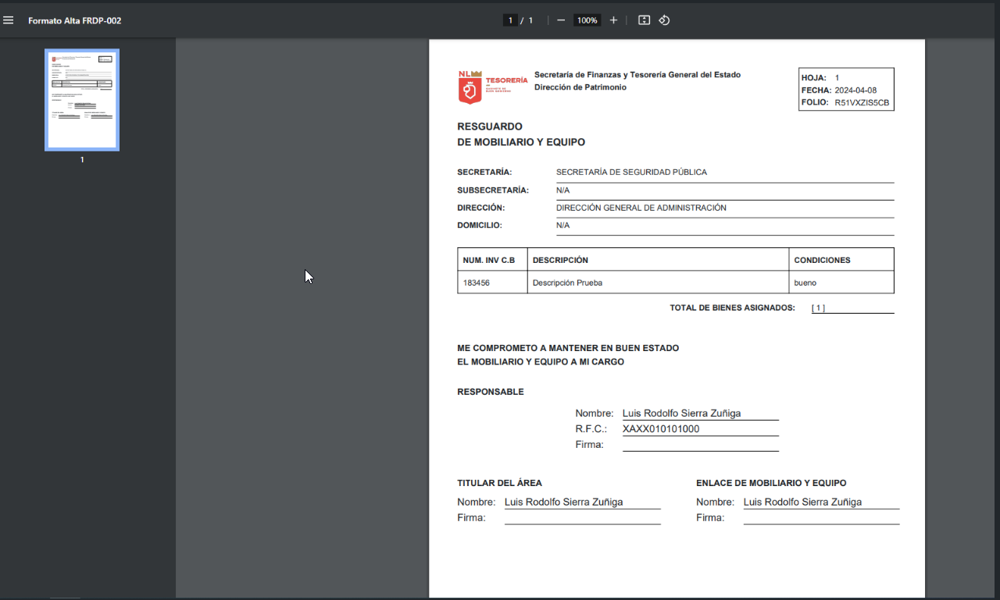 Formato Alta FRDP-002
1 / 1
100%
1
NL
TESORERÍA
Secretaría de Finanzas y Tesorería General del Estado
Dirección de Patrimonio
HOJA: 1
FECHA: 2024-04-08
FOLIO: R51VXZIS5CB
RESGUARDO
DE MOBILIARIO Y EQUIPO
SECRETARÍA: SECRETARÍA DE SEGURIDAD PÚBLICA
SUBSECRETARÍA: N/A
DIRECCIÓN: DIRECCIÓN GENERAL DE ADMINISTRACIÓN
DOMICILIO: N/A
NUM. INV C.B DESCRIPCIÓN CONDICIONES
183456 Descripción Prueba bueno
TOTAL DE BIENES ASIGNADOS: [ 1 ]
ME COMPROMETO A MANTENER EN BUEN ESTADO
EL MOBILIARIO Y EQUIPO A MI CARGO
RESPONSABLE
Nombre: Luis Rodolfo Sierra Zuñiga
R.F.C.: XAXX010101000
Firma:
TITULAR DEL ÁREA ENLACE DE MOBILIARIO Y EQUIPO
Nombre: Luis Rodolfo Sierra Zuñiga Nombre: Luis Rodolfo Sierra Zuñiga
Firma: Firma: